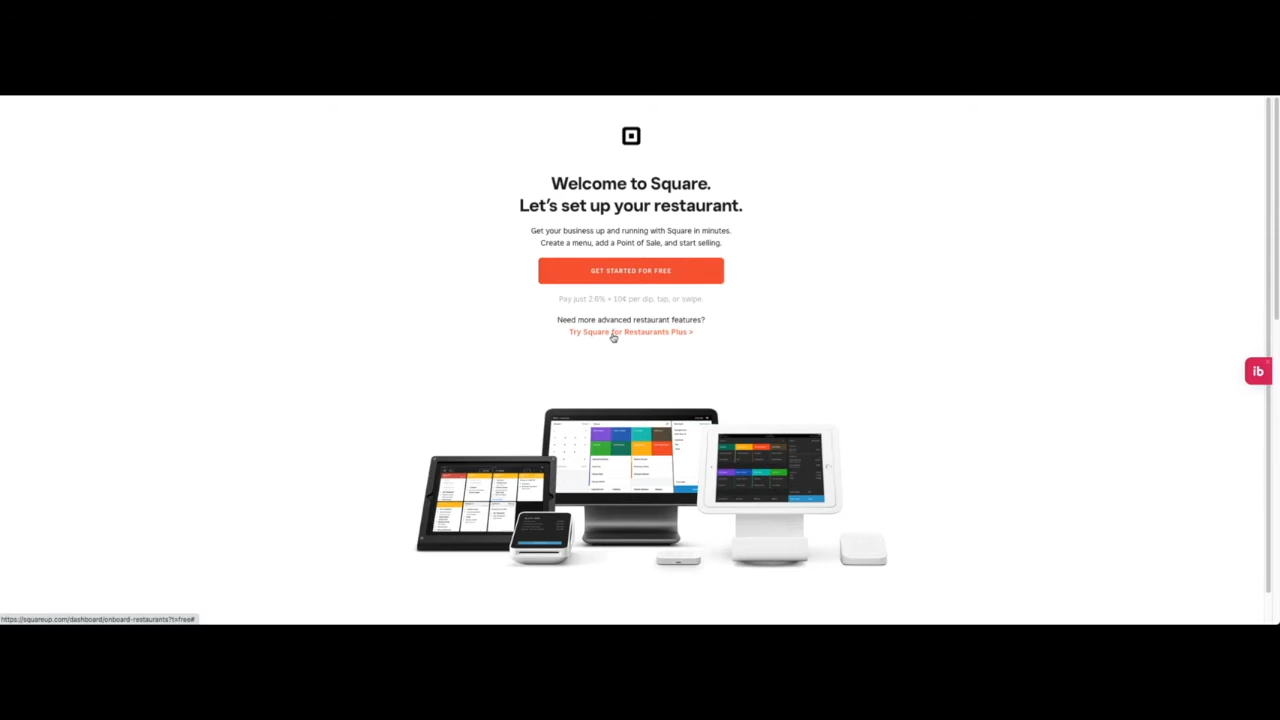 Welcome to Square.
Let's set up your restaurant.
Get your business up and running with Square in minutes.
Create a menu, add a Point of Sale, and start selling.
GET STARTED FOR FREE
Pay just 2.6% + 10¢ per dip, tap, or swipe.
Need more advanced restaurant features?
Try Square for Restaurants Plus >
ib
https://squareup.com/dashboard/onboard-restaurants?t=free#